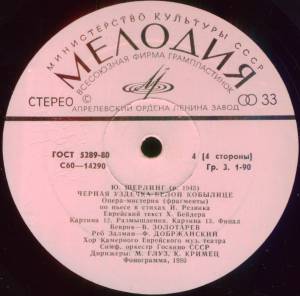 МИНИСТЕРСТВО КУЛЬТУРЫ СССР
МЕЛОДИЯ
ВСЕСОЮЗНАЯ ФИРМА ГРАМПЛАСТИНОК
СТЕРЕО 33
АПРЕЛЕВСКИЙ ОРДЕНА ЛЕНИНА ЗАВОД
ГОСТ 5289-80 4 (4 стороны)
С60—14290 Гр. 3. 1-90
Ю. ШЕРЛИНГ (р. 1945)
ЧЕРНАЯ УЗДЕЧКА БЕЛОЙ КОБЫЛИЦЕ
Опера-мистерия (фрагменты)
по пьесе в стихах И. Резника
Еврейский текст Х. Бейдера
Картина 12. Размышления. Картина 13. Финал
Беврик— В. ЗОЛОТАРЕВ
Реб Залман— Ф. ДОБРЖАНСКИЙ
Хор Камерного Еврейского муз. театра
Симф. оркестр Госкино СССР
Дирижеры: М. ГЛУЗ, К. КРИМЕЦ
Фонограмма, 1980